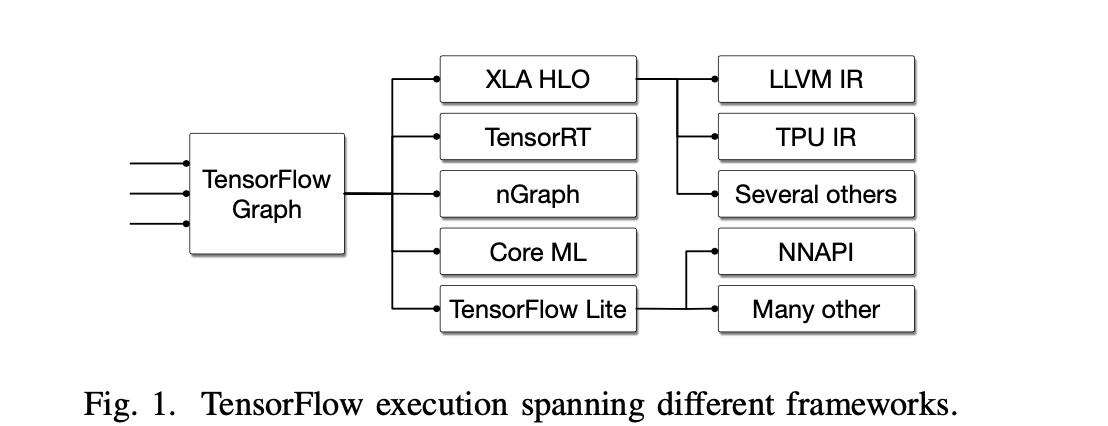 XLA HLO
LLVM IR
TensorRT
TPU IR
TensorFlow
Graph
nGraph
Several others
Core ML
NNAPI
TensorFlow Lite
Many other
Fig. 1. TensorFlow execution spanning different frameworks.